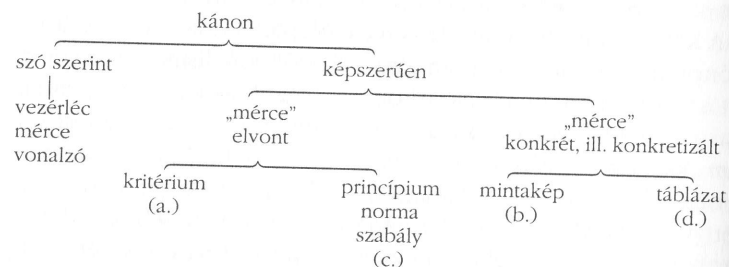 kánon
szó szerint
képszerűen
vezérléc
mérce
vonalzó
„mérce”
elvont
„mérce”
konkrét, ill. konkretizált
kritérium
(a.)
princípium
norma
szabály
(c.)
mintakép
(b.)
táblázat
(d.)